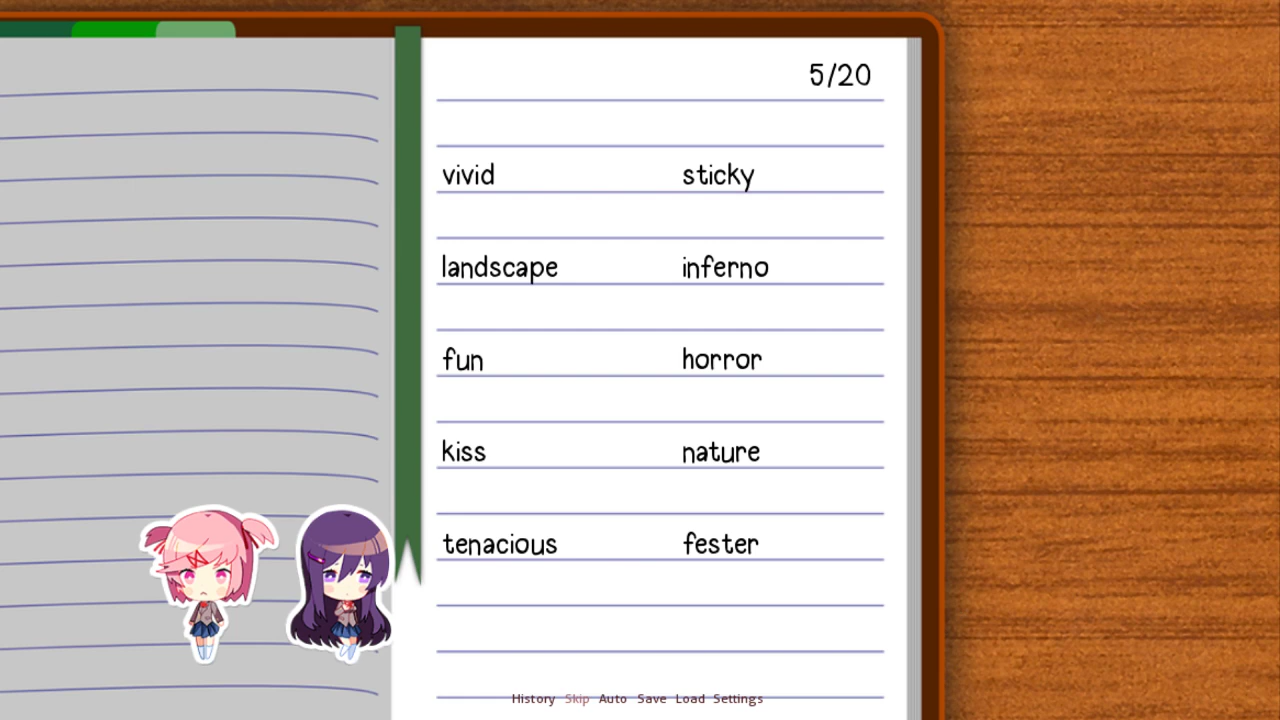 5/20
vivid sticky
landscape inferno
fun horror
kiss nature
tenacious fester
History Skip Auto Save Load Settings